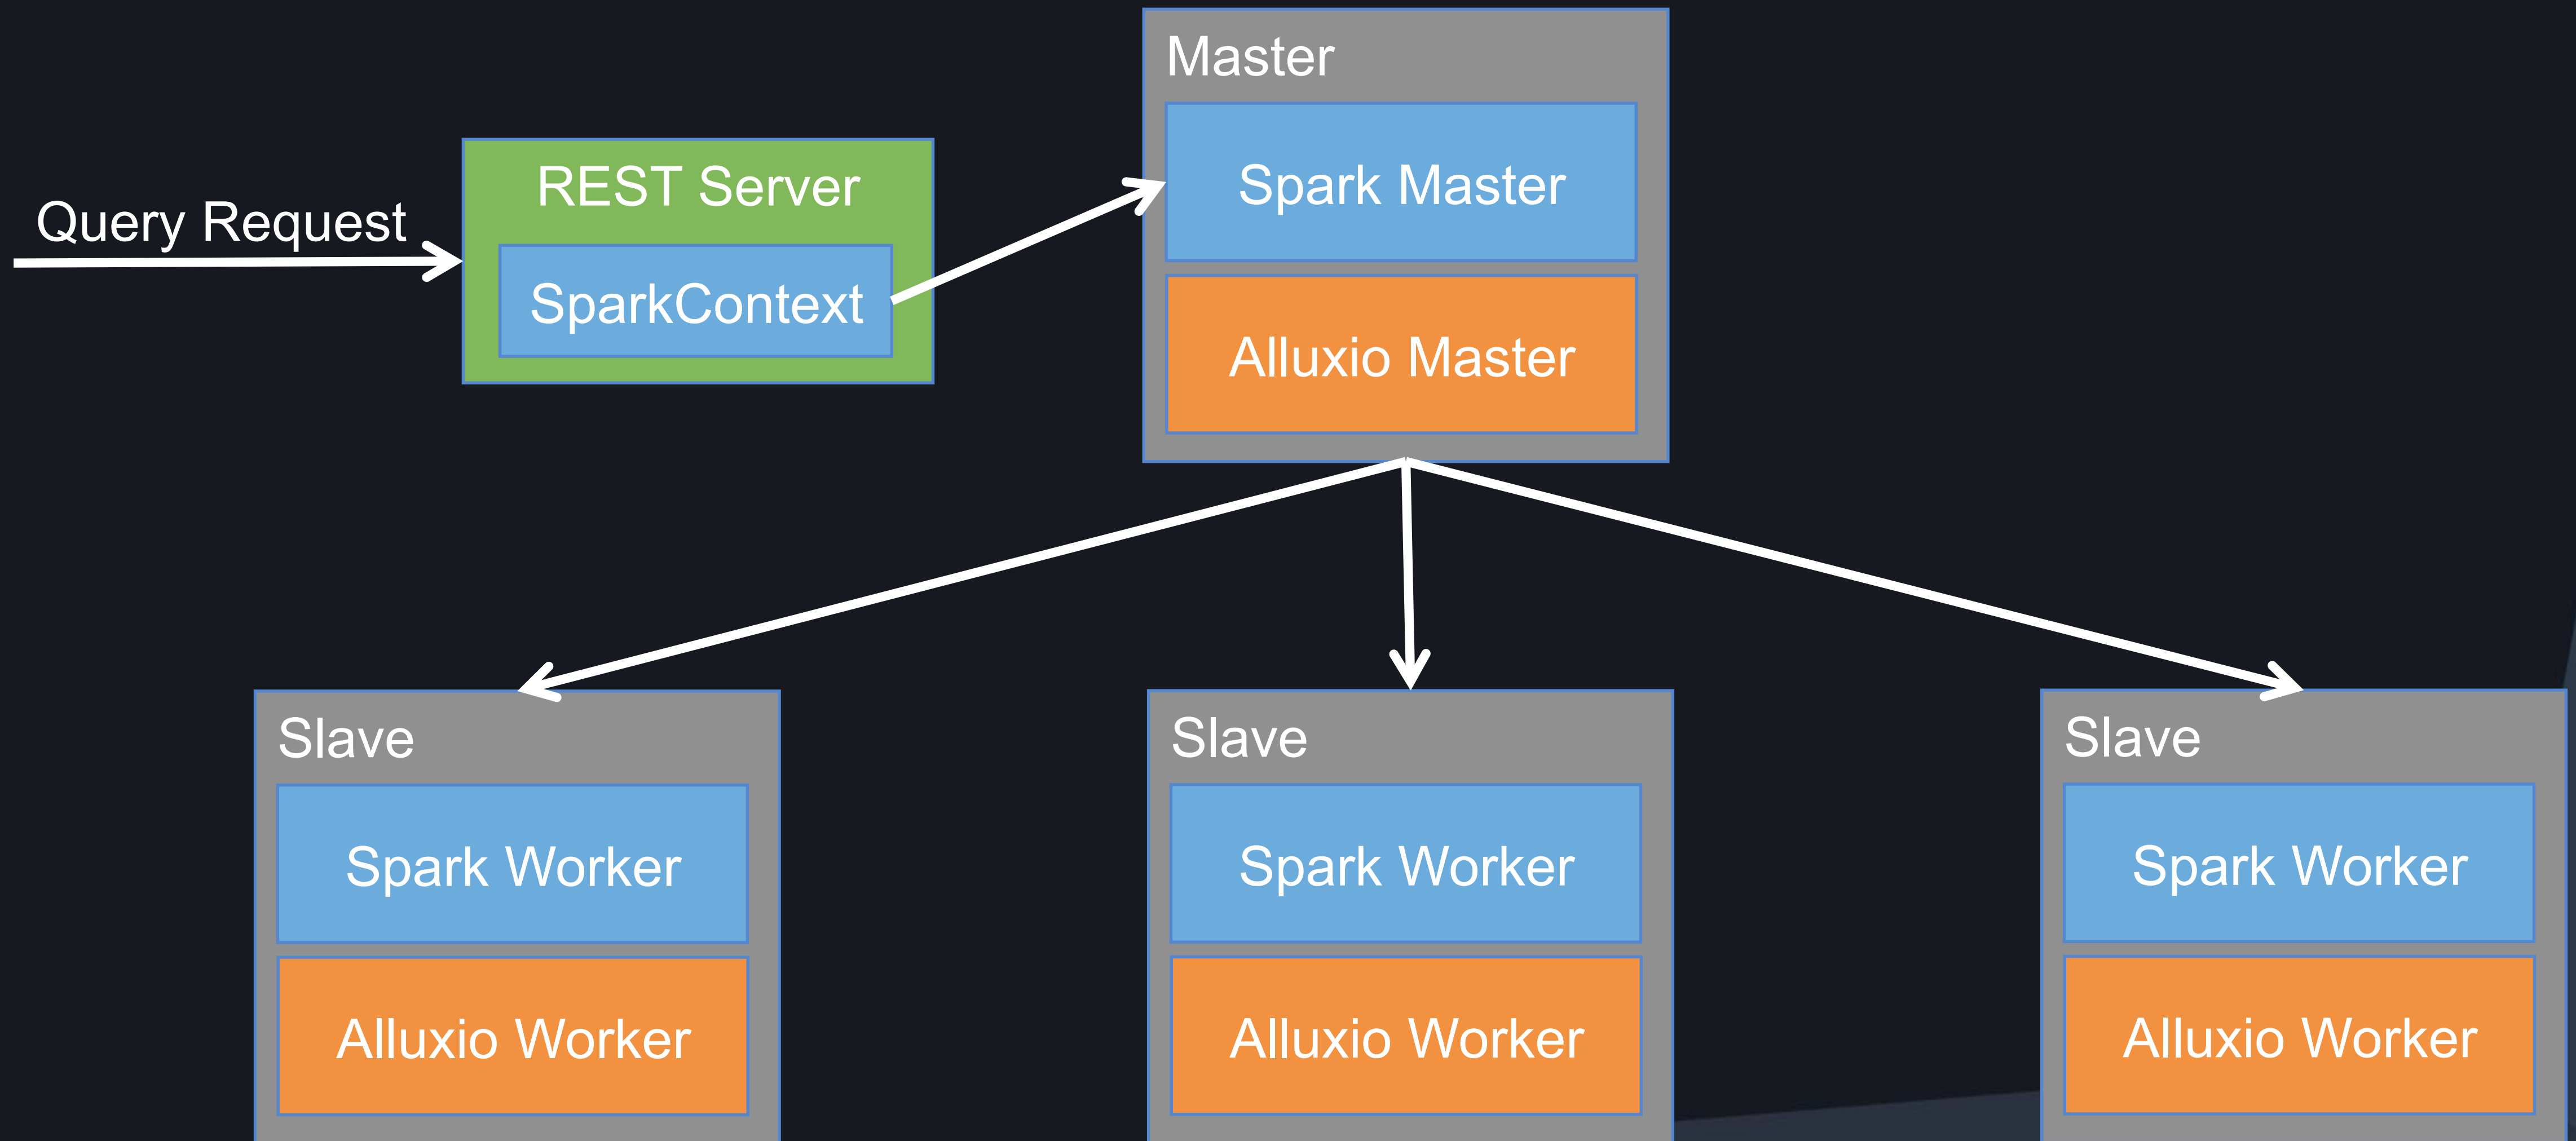 Master
Spark Master
Alluxio Master
REST Server
SparkContext
Query Request
Slave
Spark Worker
Alluxio Worker
Slave
Spark Worker
Alluxio Worker
Slave
Spark Worker
Alluxio Worker